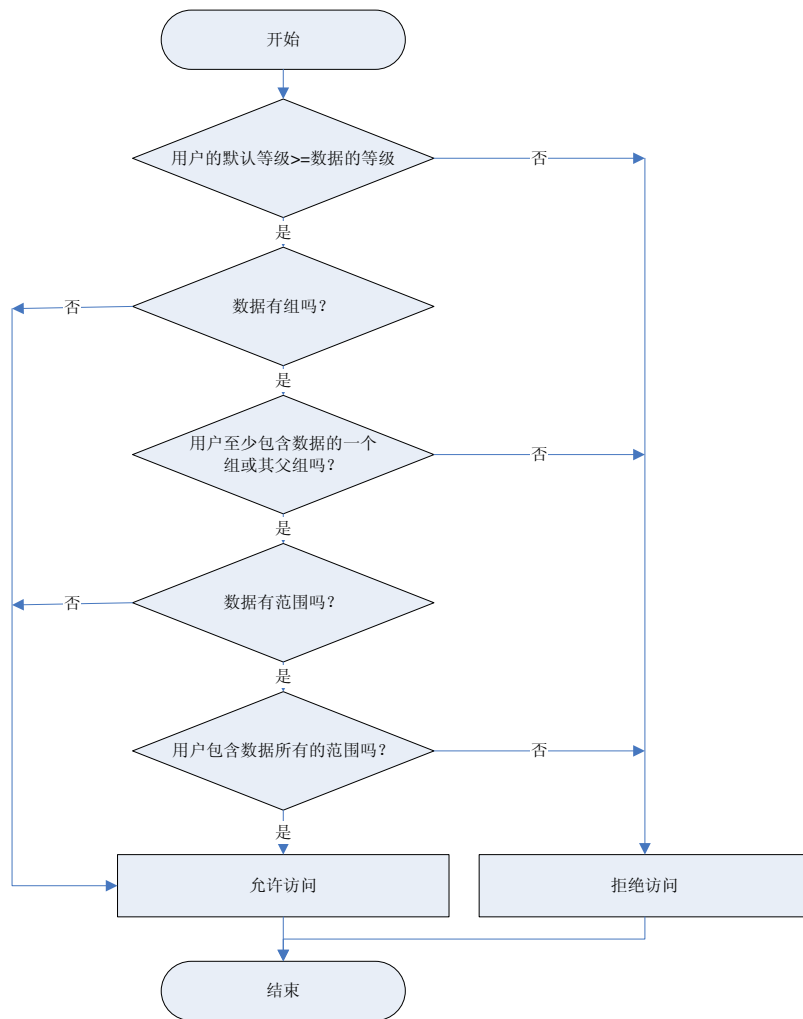 开始
用户的默认等级>=数据的等级
否
是
数据有组吗?
否
是
用户至少包含数据的一个
组或其父组吗?
否
是
数据有范围吗?
否
是
用户包含数据所有的范围吗?
否
是
允许访问
拒绝访问
结束